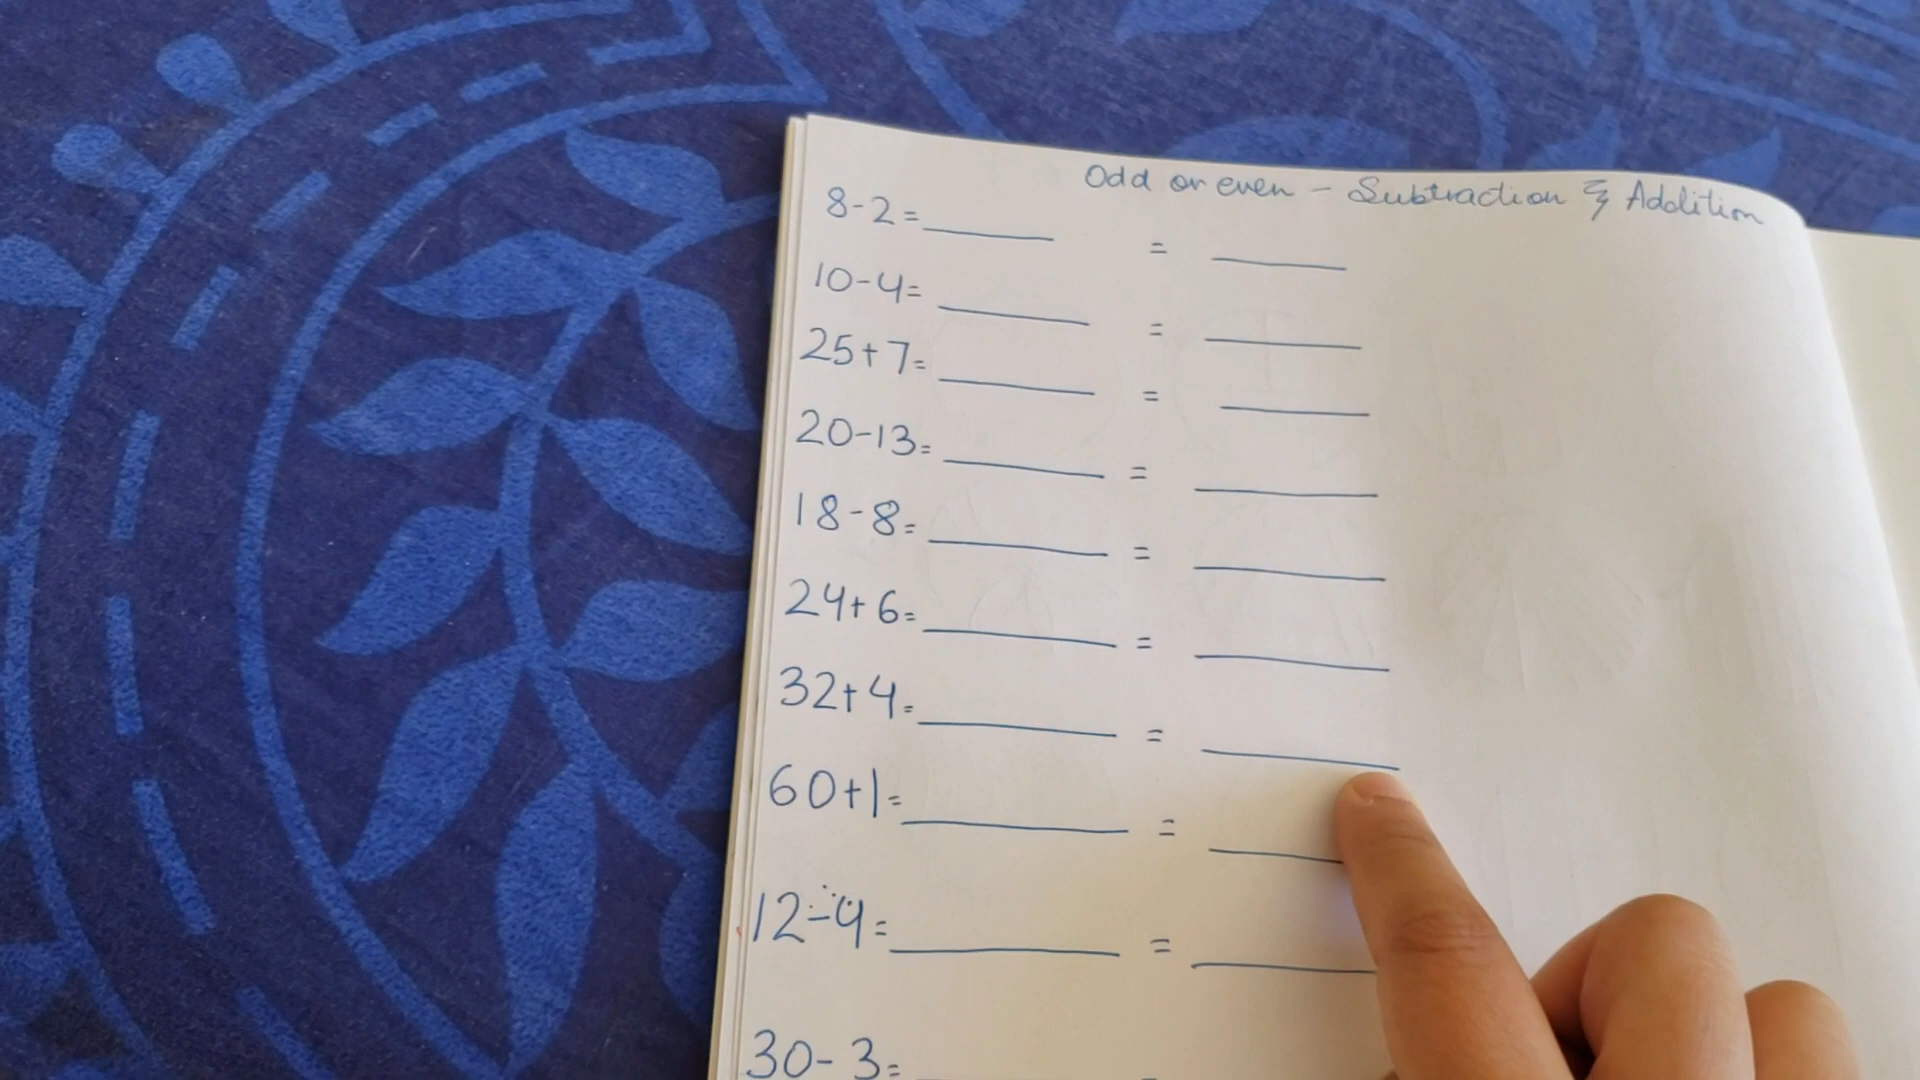 Odd or even - Subtraction & Addition
8-2=______ = ______
10-4= ______ = ______
25+7= ______ = ______
20-13= ______ = ______
18-8= ______ = ______
24+6= ______ = ______
32+4= ______ = ______
60+1= ______ = ______
12-4= ______ = ______
30-3= ______